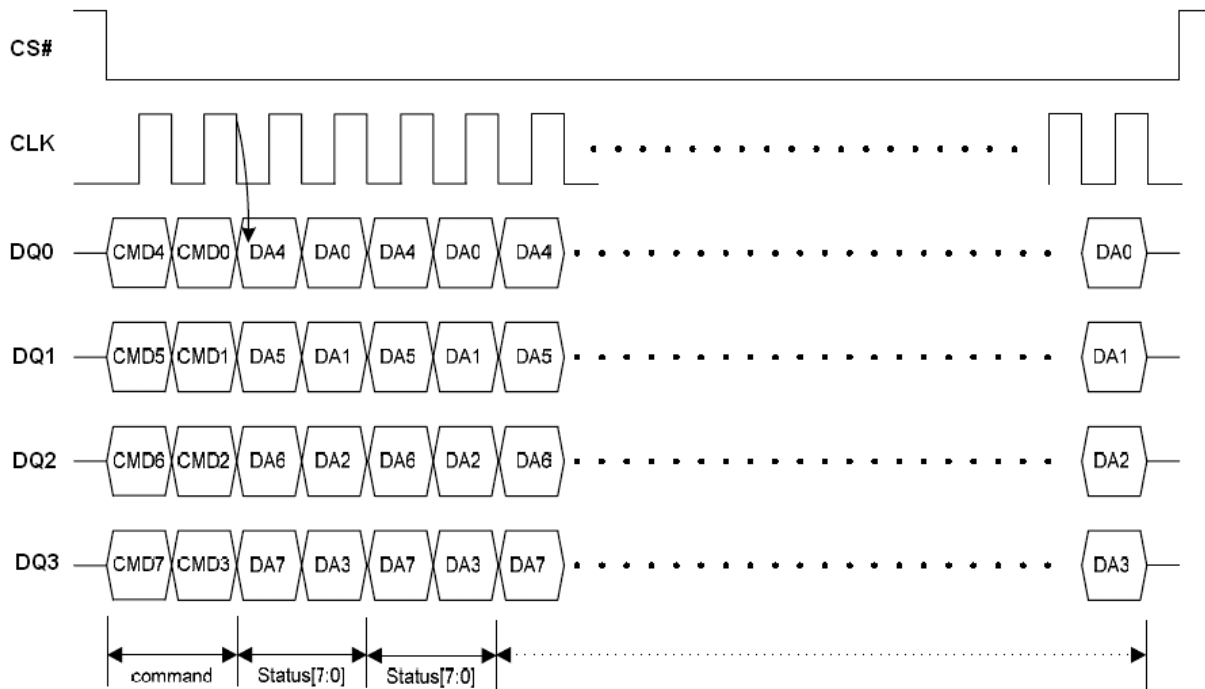 CS#
CLK
DQ0 CMD4 CMD0 DA4 DA0 DA4 DA0 DA4 DA0
DQ1 CMD5 CMD1 DA5 DA1 DA5 DA1 DA5 DA1
DQ2 CMD6 CMD2 DA6 DA2 DA6 DA2 DA6 DA2
DQ3 CMD7 CMD3 DA7 DA3 DA7 DA3 DA7 DA3
command Status[7:0] Status[7:0]